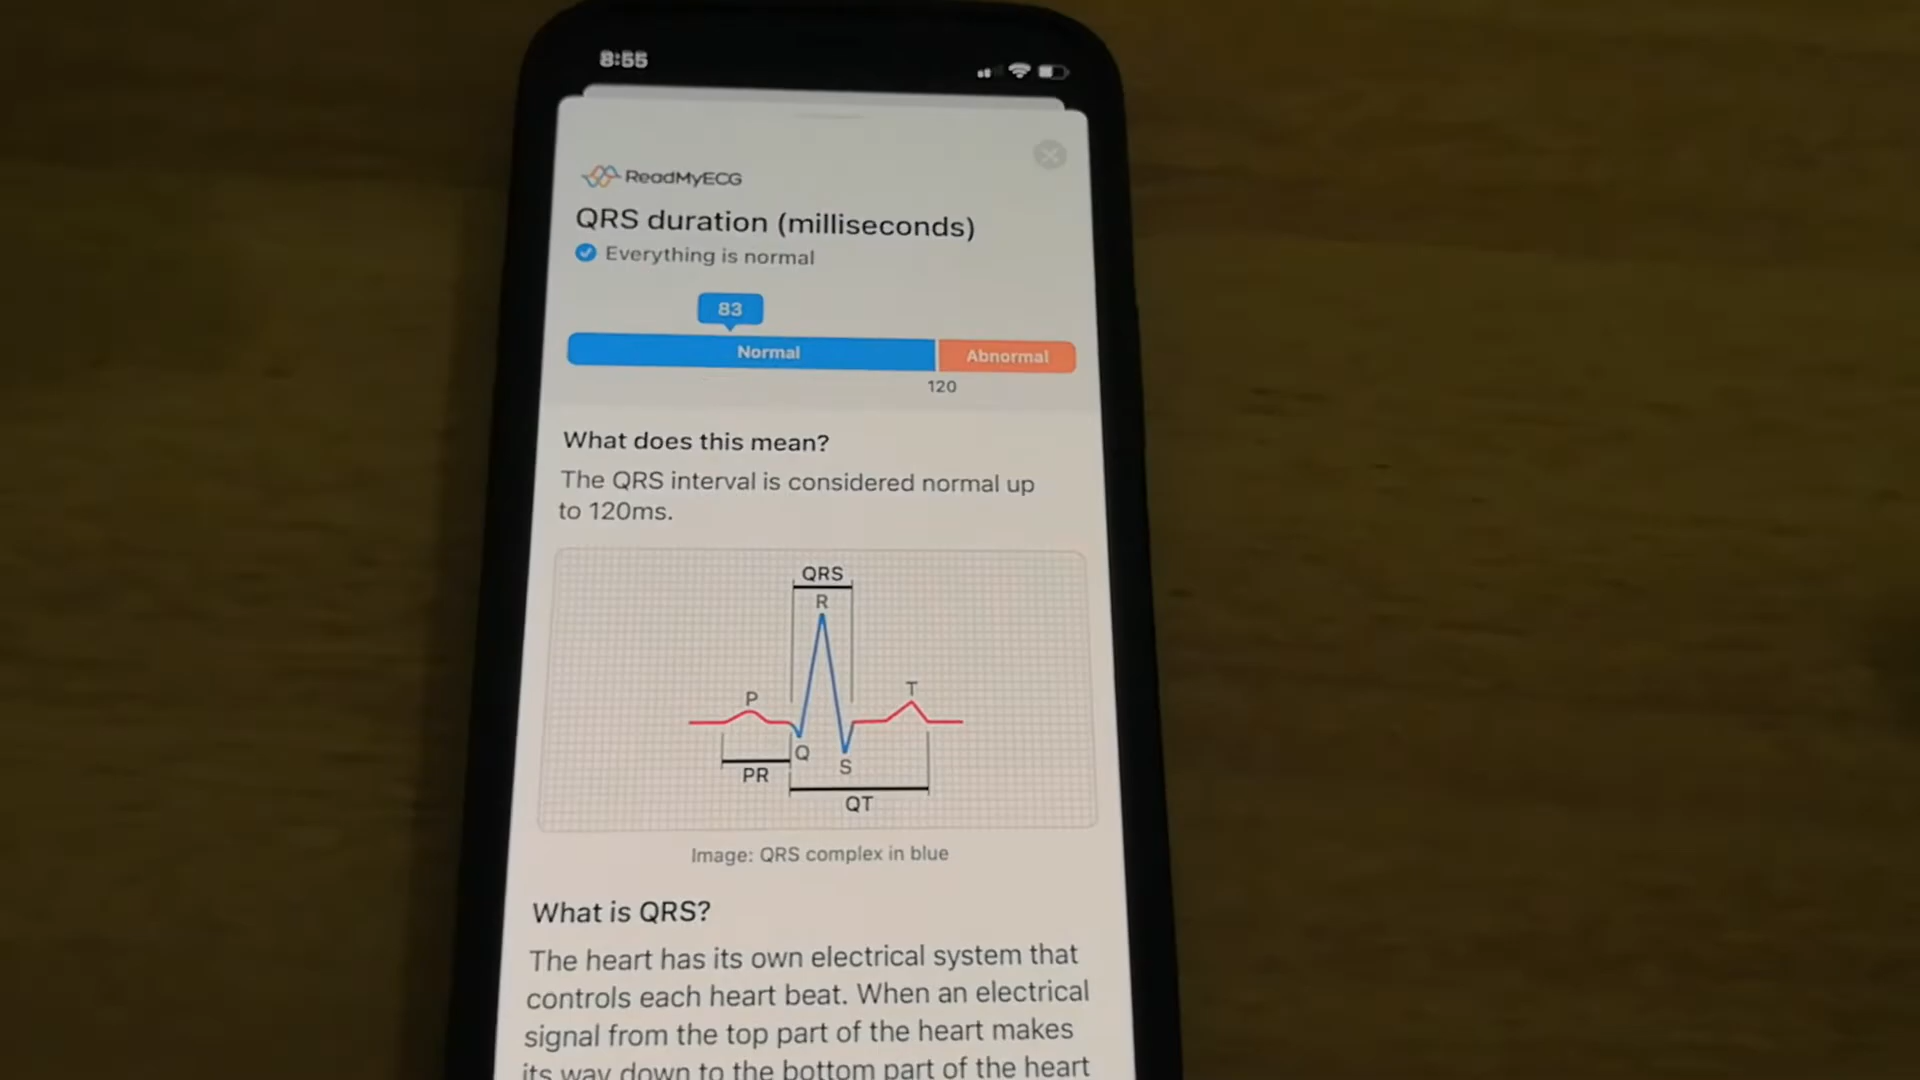 8:55
ReadMyECG
QRS duration (milliseconds)
Everything is normal
83
Normal
Abnormal
120
What does this mean?
The QRS interval is considered normal up
to 120ms.
QRS
R
P
T
Q
S
PR
QT
Image: QRS complex in blue
What is QRS?
The heart has its own electrical system that
controls each heart beat. When an electrical
signal from the top part of the heart makes
its way down to the bottom part of the heart